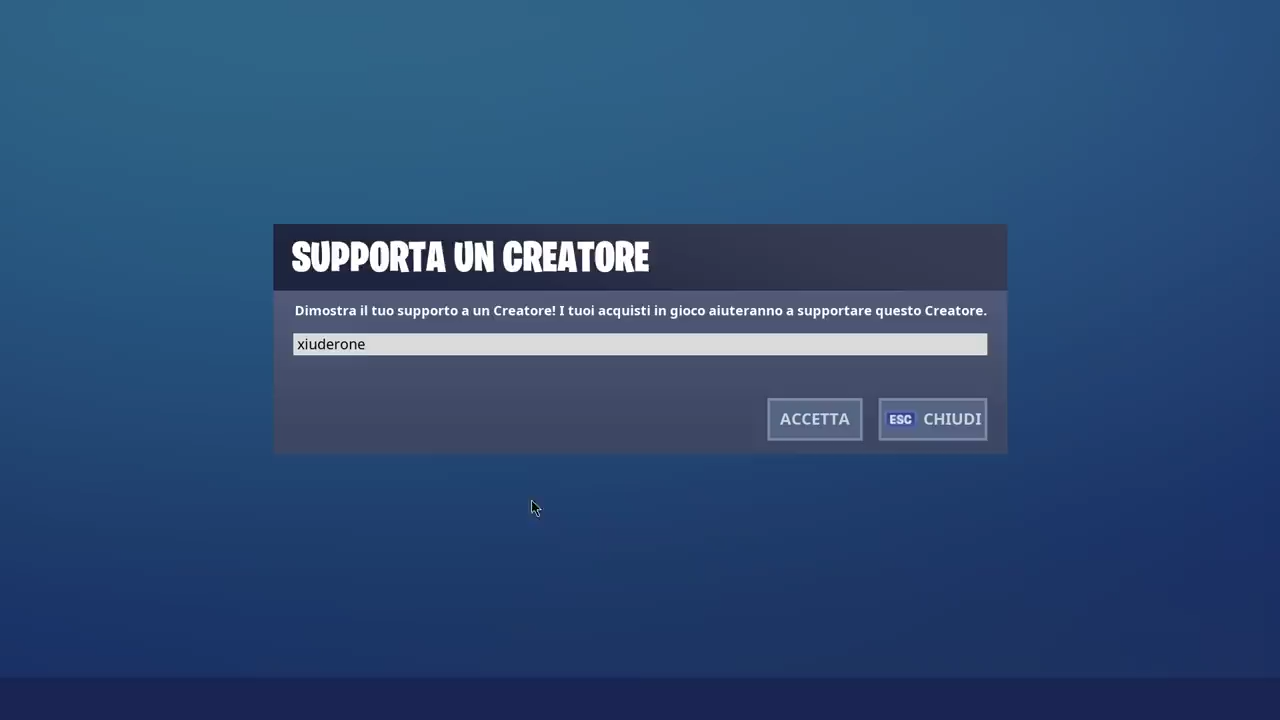 SUPPORTA UN CREATORE
Dimostra il tuo supporto a un Creatore! I tuoi acquisti in gioco aiuteranno a supportare questo Creatore.
xiuderone
ACCETTA
ESC CHIUDI